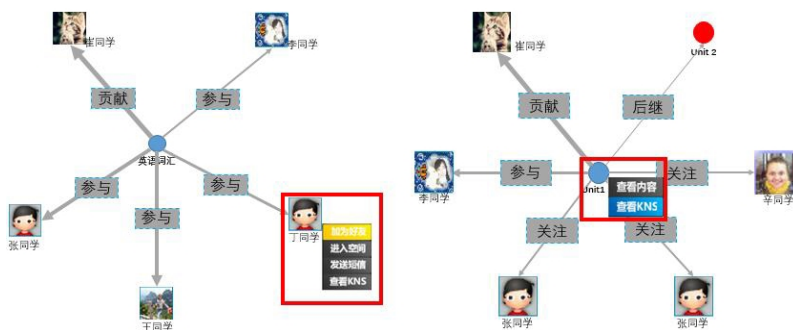 崔同学
李同学
贡献
参与
英语词汇
参与
参与
参与
张同学
丁同学
加为好友
进入空间
发送短信
查看KNS
王同学
崔同学
Unit 2
贡献
后继
参与
关注
李同学
Unit1
查看内容
查看KNS
辛同学
关注
关注
张同学
张同学